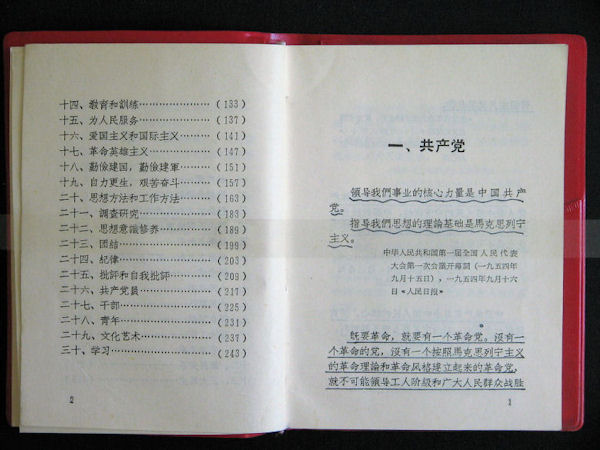 十四、教育和訓練……………………(133)
十五、为人民服务……………………(137)
十六、爱国主义和国际主义…………(141)
十七、革命英雄主义…………………(147)
十八、勤儉建国，勤儉建軍…………(151)
十九、自力更生，艰苦奋斗…………(157)
二十、思想方法和工作方法…………(163)
二十一、調查研究……………………(183)
二十二、思想意識修养………………(189)
二十三、团結…………………………(199)
二十四、紀律…………………………(203)
二十五、批評和自我批評……………(209)
二十六、共产党員……………………(217)
二十七、干部…………………………(225)
二十八、青年…………………………(231)
二十九、文化艺术……………………(237)
三十、学习……………………………(243)
2
一、共产党
領导我們事业的核心力量是中国共产
党。
指导我們思想的理論基础是馬克思列宁
主义。
中华人民共和国第一屆全国人民代表
大会第一次会議开幕詞（一九五四年
九月十五日），一九五四年九月十六
日《人民日报》
旣要革命，就要有一个革命党。沒有一
个革命的党，沒有一个按照馬克思列宁主义
的革命理論和革命风格建立起来的革命党，
就不可能領导工人阶級和广大人民群众战胜
1